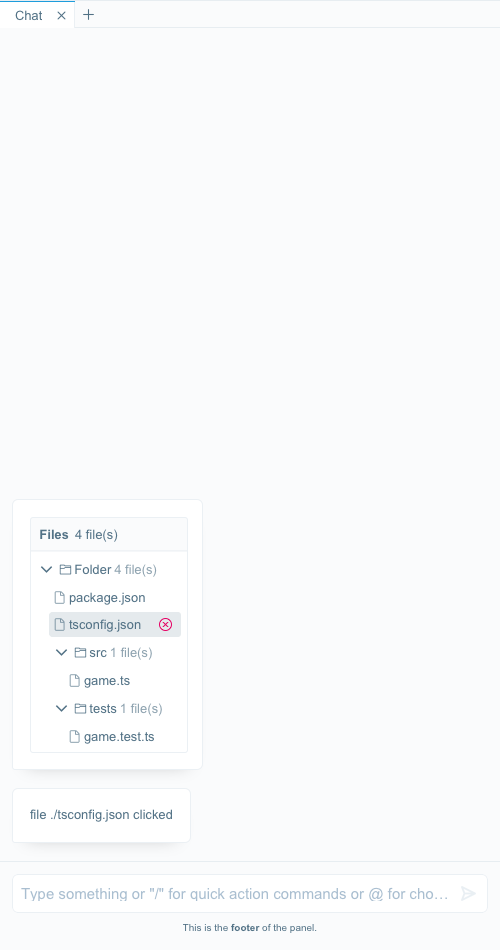 Chat
Files 4 file(s)
Folder 4 file(s)
package.json
tsconfig.json
src 1 file(s)
game.ts
tests 1 file(s)
game.test.ts
file ./tsconfig.json clicked
Type something or "/" for quick action commands or @ for cho…
This is the footer of the panel.